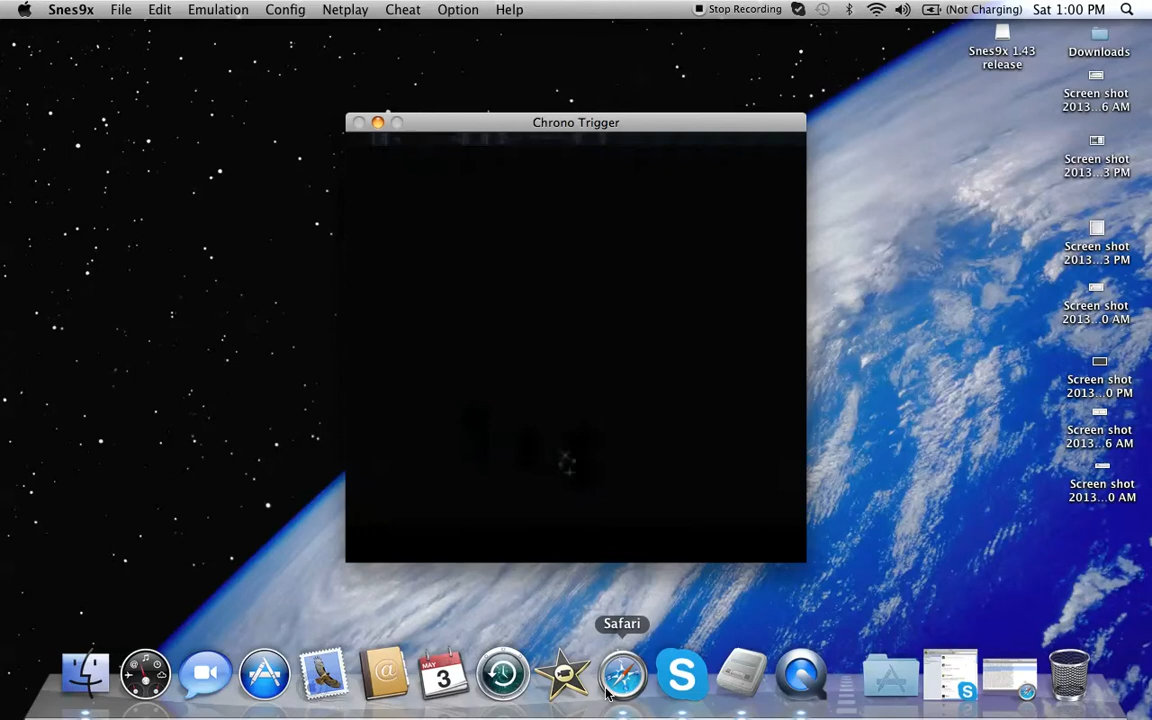 Snes9x File Edit Emulation Config Netplay Cheat Option Help Stop Recording (Not Charging) Sat 1:00 PM
Snes9x 1.43
release
Downloads
Screen shot
2013...6 AM
Chrono Trigger
Screen shot
2013...3 PM
Screen shot
2013...3 PM
Screen shot
2013...0 AM
Screen shot
2013...0 PM
Screen shot
2013...6 AM
Screen shot
2013...0 AM
Safari
MAY
3